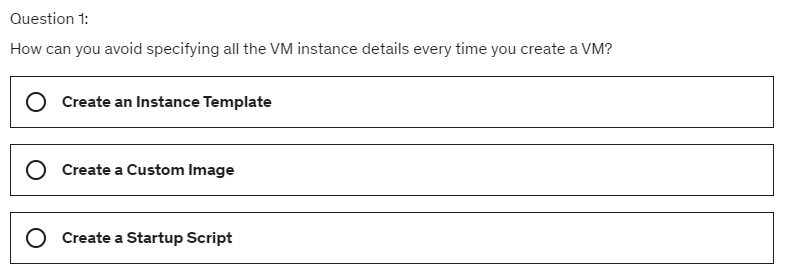 Question 1:
How can you avoid specifying all the VM instance details every time you create a VM?
Create an Instance Template
Create a Custom Image
Create a Startup Script